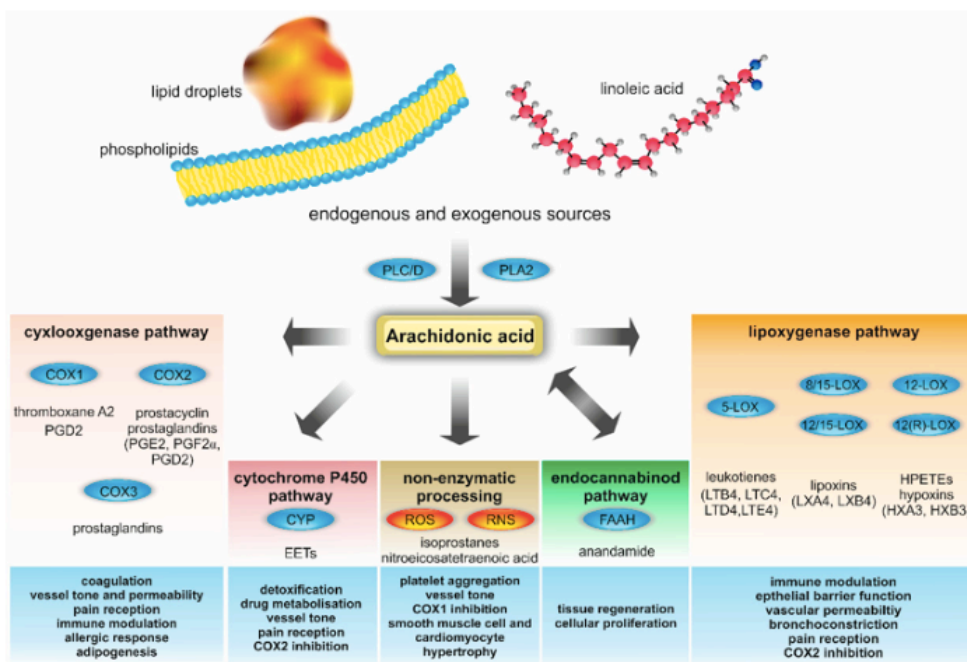 lipid droplets
linoleic acid
phospholipids
endogenous and exogenous sources
PLC/D
PLA2
Arachidonic acid
cyxlooxgenase pathway
COX1
COX2
thromboxane A2
PGD2
prostacyclin
prostaglandins
(PGE2, PGF2α,
PGD2)
COX3
prostaglandins
cytochrome P450
pathway
CYP
EETs
non-enzymatic
processing
ROS
RNS
isoprostanes
nitroeicosatetraenoic acid
endocannabinod
pathway
FAAH
anandamide
lipoxygenase pathway
5-LOX
8/15-LOX
12-LOX
12/15-LOX
12(R)-LOX
leukotienes
(LTB4, LTC4,
LTD4,LTE4)
lipoxins
(LXA4, LXB4)
HPETEs
hypoxins
(HXA3, HXB3
coagulation
vessel tone and permeability
pain reception
immune modulation
allergic response
adipogenesis
detoxification
drug metabolisation
vessel tone
pain reception
COX2 inhibition
platelet aggregation
vessel tone
COX1 inhibition
smooth muscle cell and
cardiomyocyte
hypertrophy
tissue regeneration
cellular proliferation
immune modulation
ephthelial barrier function
vascular permeabiltiy
bronchoconstriction
pain reception
COX2 inhibition